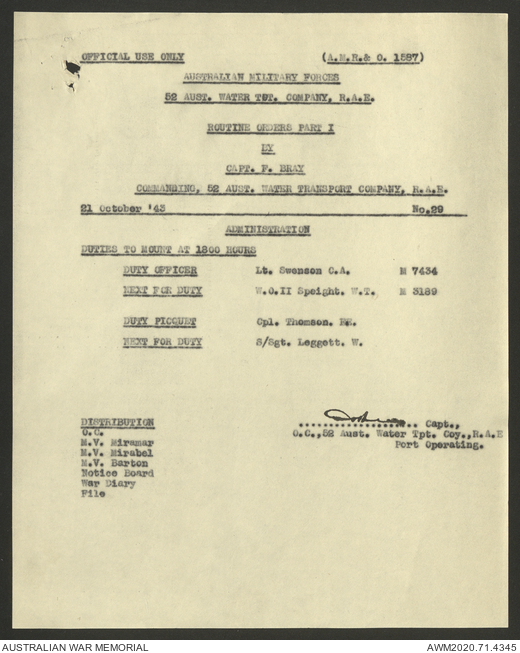 OFFICIAL USE ONLY (A.M.R.& O. 1587)
AUSTRALIAN MILITARY FORCES
52 AUST. WATER TPT. COMPANY, R.A.E.
ROUTINE ORDERS PART I
BY
CAPT. F. BRAY
COMMANDING, 52 AUST. WATER TRANSPORT COMPANY, R.A.E.
21 October '43 No.29
ADMINISTRATION
DUTIES TO MOUNT AT 1800 HOURS
DUTY OFFICER Lt. Swenson C.A. M 7434
NEXT FOR DUTY W.O.II Speight. W.T. M 3189
DUTY PICQUET Cpl. Thomson. EE.
NEXT FOR DUTY S/Sgt. Leggett. W.
DISTRIBUTION
O.C.
M.V. Miramar
M.V. Mirabel
M.V. Barton
Notice Board
War Diary
File
Capt.,
O.C.,52 Aust. Water Tpt. Coy.,R.A.E
Port Operating.
AUSTRALIAN WAR MEMORIAL AWM2020.71.4345